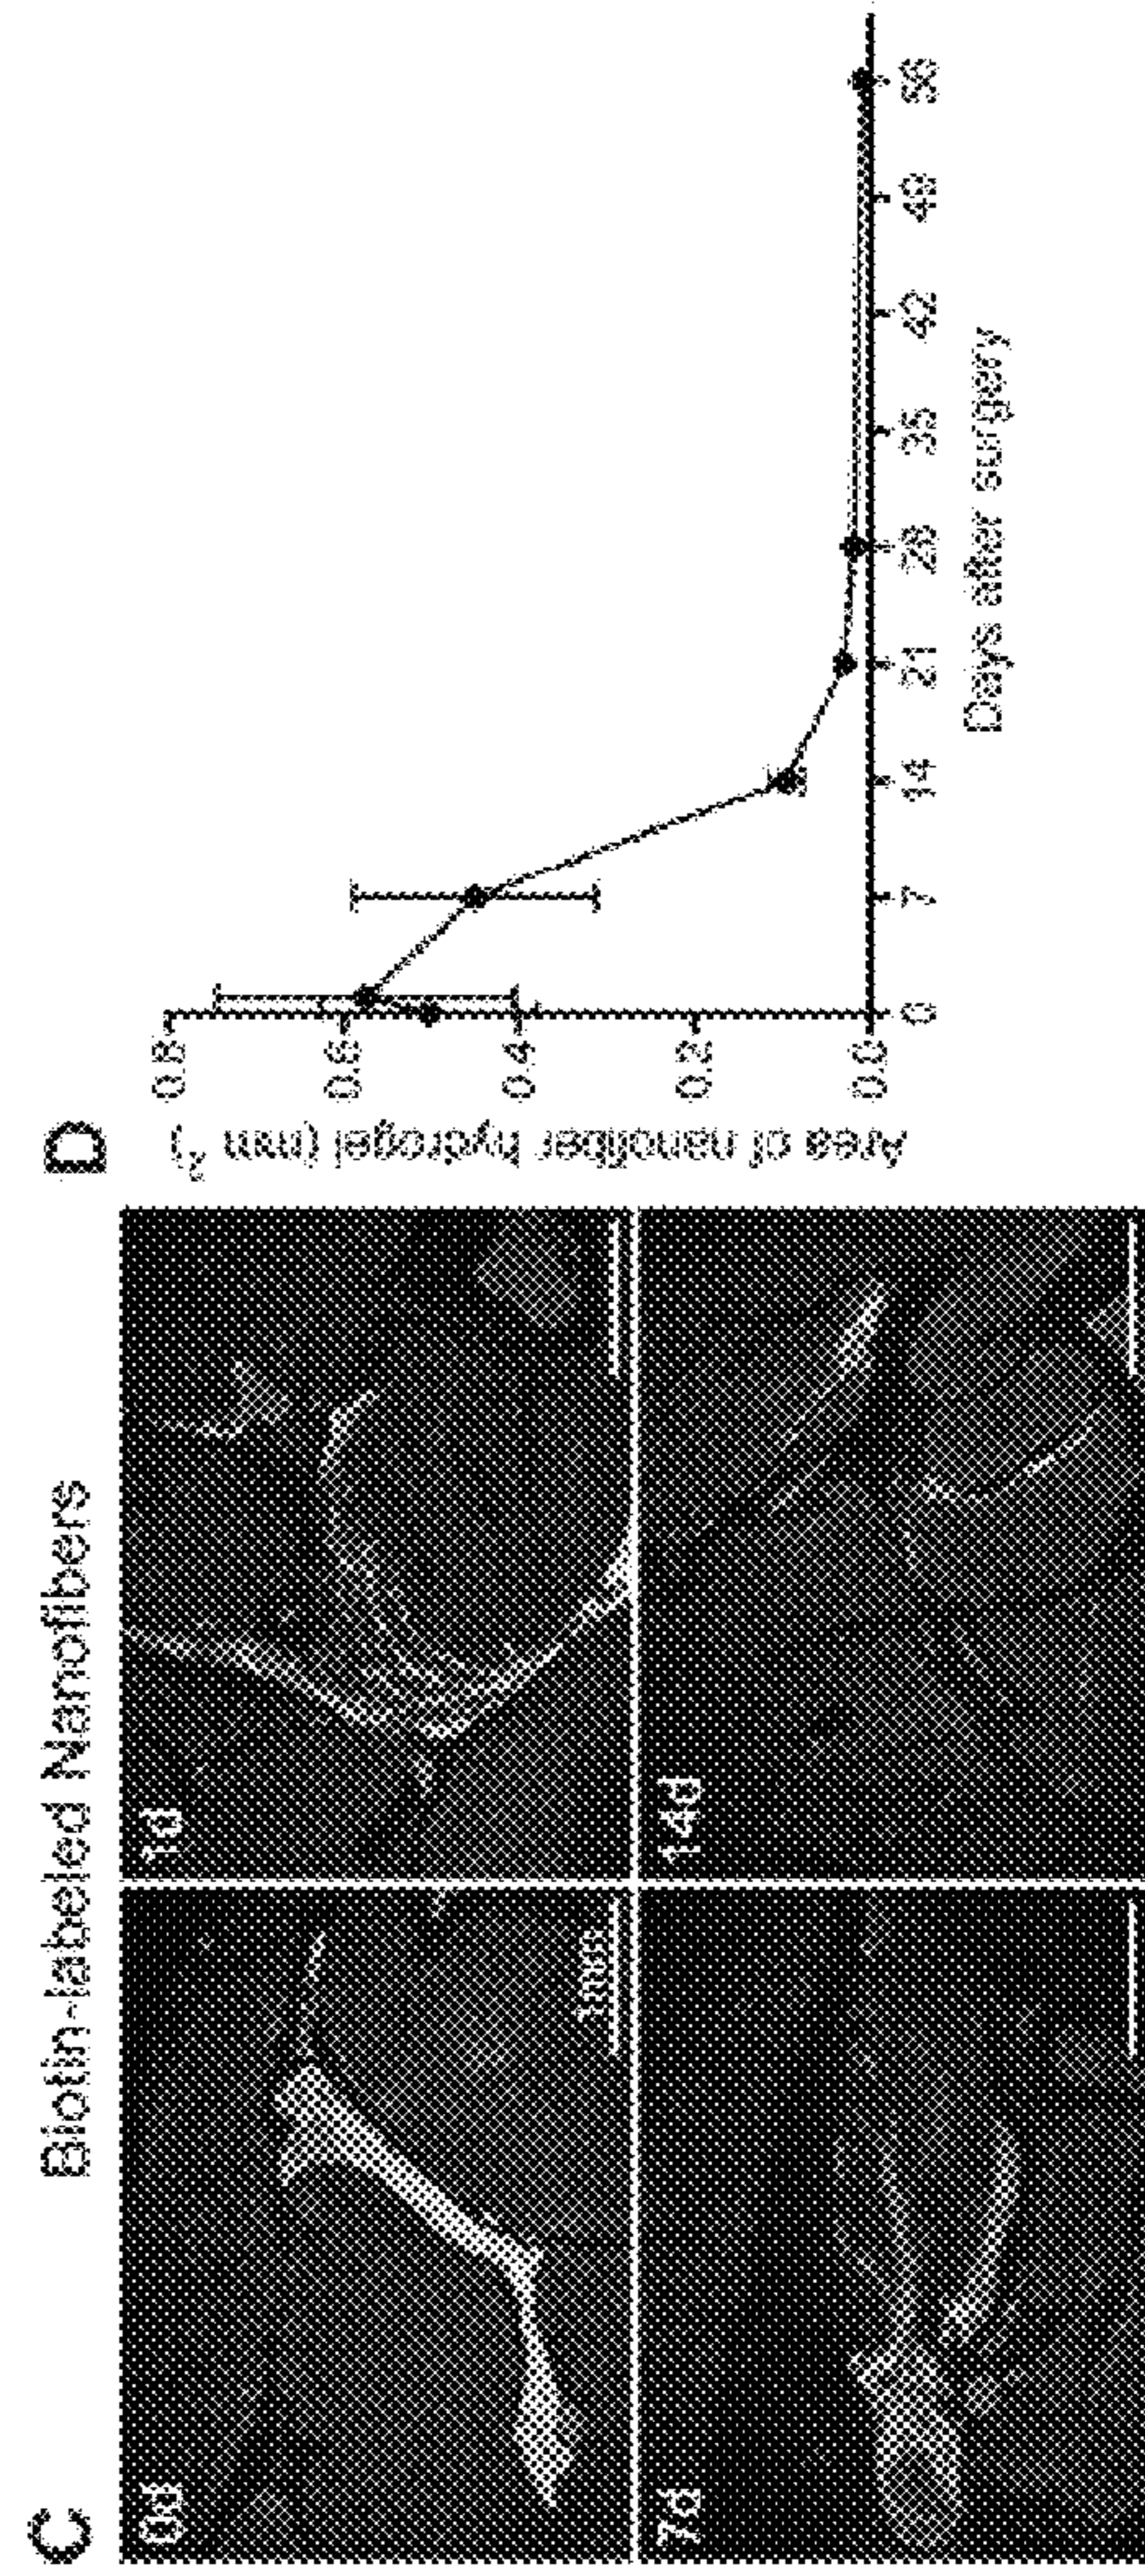 C
Biotin-labeled Nanofibers
0d
1mm
1d
7d
14d
D
Area of nanofiber hydrogel (mm²)
0.8
0.6
0.4
0.2
0.0
0 7 14 21 28 35 42 49 56
Days after surgery